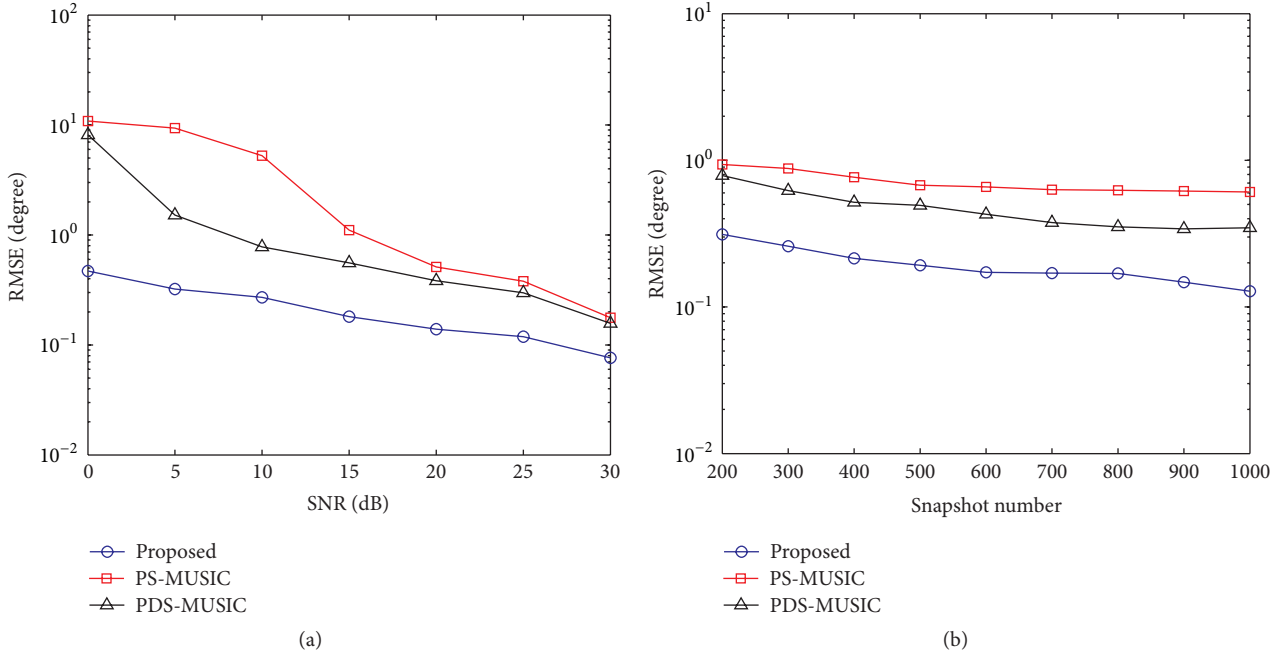 10^2
10^1
10^0
10^-1
10^-2
RMSE (degree)
0 5 10 15 20 25 30
SNR (dB)
Proposed
PS-MUSIC
PDS-MUSIC
(a)
10^1
10^0
10^-1
10^-2
RMSE (degree)
200 300 400 500 600 700 800 900 1000
Snapshot number
Proposed
PS-MUSIC
PDS-MUSIC
(b)